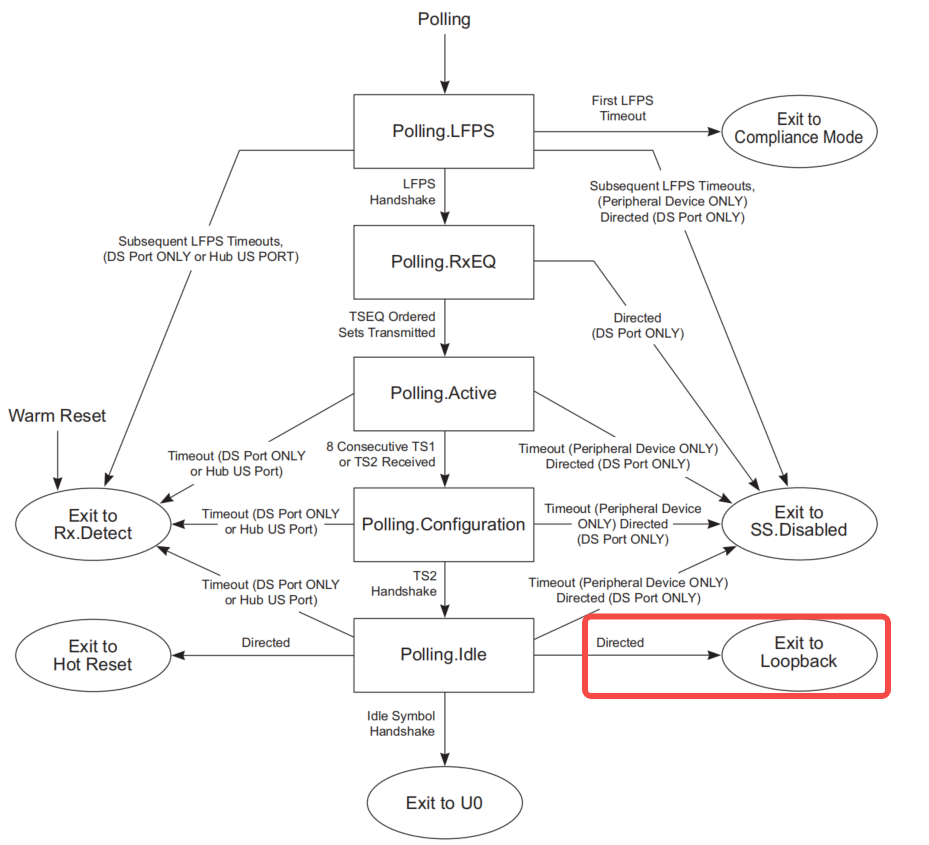 Polling
Polling.LFPS
First LFPS
Timeout
Exit to
Compliance Mode
LFPS
Handshake
Subsequent LFPS Timeouts,
(Peripheral Device ONLY)
Directed (DS Port ONLY)
Subsequent LFPS Timeouts,
(DS Port ONLY or Hub US PORT)
Polling.RxEQ
TSEQ Ordered
Sets Transmitted
Directed
(DS Port ONLY)
Polling.Active
Warm Reset
Timeout (DS Port ONLY
or Hub US Port)
8 Consecutive TS1
or TS2 Received
Timeout (Peripheral Device ONLY)
Directed (DS Port ONLY)
Exit to
Rx.Detect
Timeout (DS Port ONLY
or Hub US Port)
Polling.Configuration
Timeout (Peripheral Device
ONLY) Directed
(DS Port ONLY)
Exit to
SS.Disabled
Timeout (DS Port ONLY
or Hub US Port)
TS2
Handshake
Timeout (Peripheral Device ONLY)
Directed (DS Port ONLY)
Exit to
Hot Reset
Directed
Polling.Idle
Directed
Exit to
Loopback
Idle Symbol
Handshake
Exit to U0